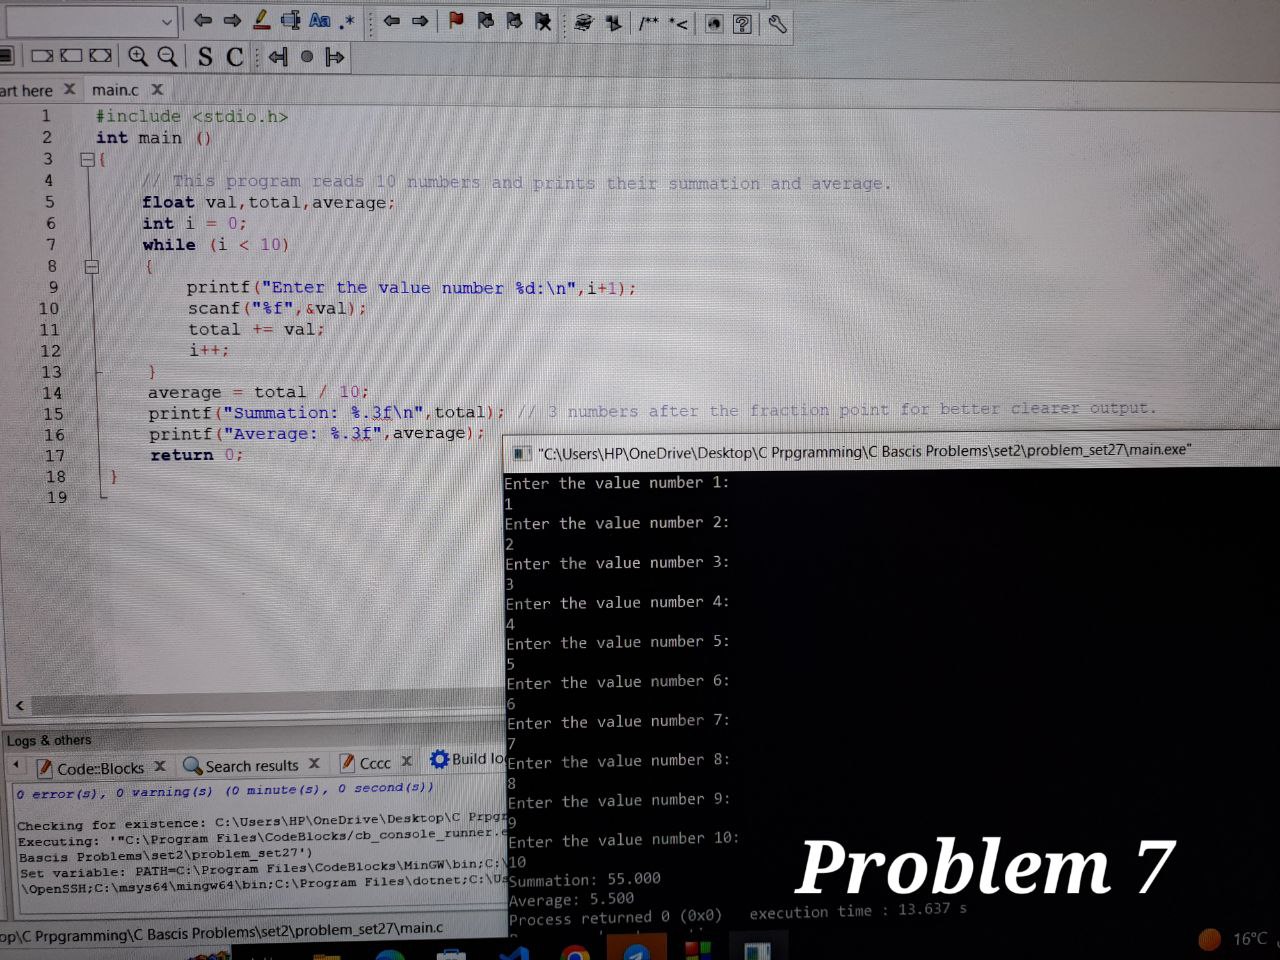 S C
art here X main.c X
1 #include <stdio.h>
2 int main ()
3 {
4 // This program reads 10 numbers and prints their summation and average.
5 float val,total,average;
6 int i = 0;
7 while (i < 10)
8 {
9 printf("Enter the value number %d:\n",i+1);
10 scanf("%f",&val);
11 total += val;
12 i++;
13 }
14 average = total / 10;
15 printf("Summation: %.3f\n",total); // 3 numbers after the fraction point for better clearer output.
16 printf("Average: %.3f",average);
17 return 0;
18 }
19
"C:\Users\HP\OneDrive\Desktop\C Prpgramming\C Bascis Problems\set2\problem_set27\main.exe"
Enter the value number 1:
1
Enter the value number 2:
2
Enter the value number 3:
3
Enter the value number 4:
4
Enter the value number 5:
5
Enter the value number 6:
6
Enter the value number 7:
7
Enter the value number 8:
8
Enter the value number 9:
9
Enter the value number 10:
10
Summation: 55.000
Average: 5.500
Process returned 0 (0x0) execution time : 13.637 s
Logs & others
Code::Blocks X Search results X Cccc X Build lo
0 error(s), 0 warning(s) (0 minute(s), 0 second(s))
Checking for existence: C:\Users\HP\OneDrive\Desktop\C Prpgr
Executing: '"C:\Program Files\CodeBlocks/cb_console_runner.e
Bascis Problems\set2\problem_set27')
Set variable: PATH=C:\Program Files\CodeBlocks\MinGW\bin;C:\
\OpenSSH;C:\msys64\mingw64\bin;C:\Program Files\dotnet;C:\Us
op\C Prpgramming\C Bascis Problems\set2\problem_set27\main.c
Problem 7
16°C